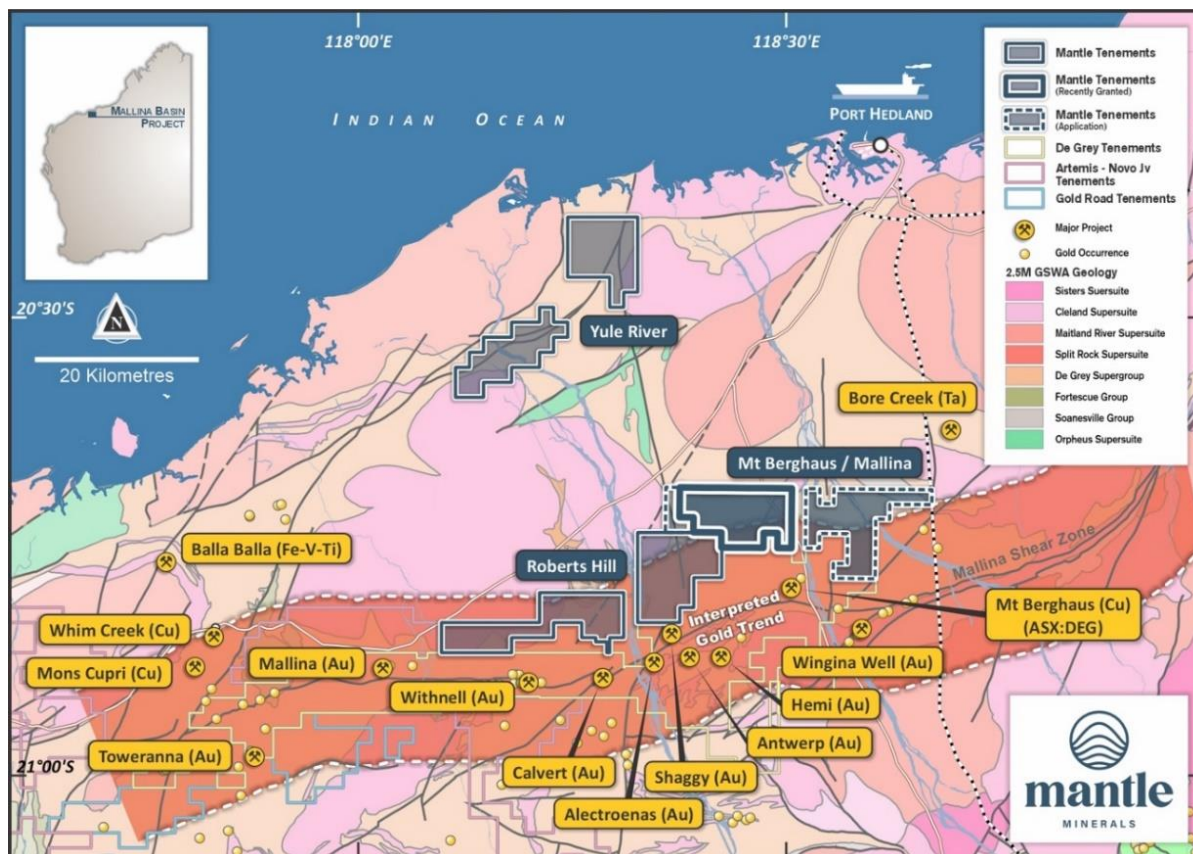 118°00'E
118°30'E
MALLINA BASIN
PROJECT
INDIAN OCEAN
PORT HEDLAND
20°30'S
N
20 Kilometres
Yule River
Bore Creek (Ta)
Mt Berghaus / Mallina
Balla Balla (Fe-V-Ti)
Roberts Hill
Mallina Shear Zone
Interpreted
Gold Trend
Whim Creek (Cu)
Mons Cupri (Cu)
Mallina (Au)
Withnell (Au)
Mt Berghaus (Cu)
(ASX:DEG)
Wingina Well (Au)
Hemi (Au)
Antwerp (Au)
Toweranna (Au)
Calvert (Au)
Shaggy (Au)
Alectroenas (Au)
21°00'S
Mantle Tenements
Mantle Tenements
(Recently Granted)
Mantle Tenements
(Application)
De Grey Tenements
Artemis - Novo Jv
Tenements
Gold Road Tenements
Major Project
Gold Occurrence
2.5M GSWA Geology
Sisters Suersuite
Cleland Supersuite
Maitland River Supersuite
Split Rock Supersuite
De Grey Supergroup
Fortescue Group
Soanesville Group
Orpheus Supersuite
mantle
MINERALS